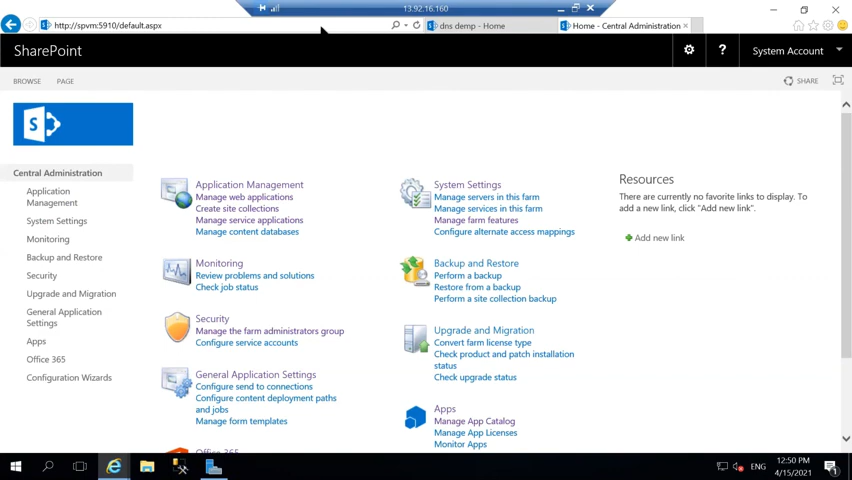 13.92.16.160
http://spvm:5910/default.aspx
dns demp - Home
Home - Central Administration
SharePoint
?
System Account
BROWSE
PAGE
SHARE
S
Central Administration
Application
Management
System Settings
Monitoring
Backup and Restore
Security
Upgrade and Migration
General Application
Settings
Apps
Office 365
Configuration Wizards
Application Management
Manage web applications
Create site collections
Manage service applications
Manage content databases
Monitoring
Review problems and solutions
Check job status
Security
Manage the farm administrators group
Configure service accounts
General Application Settings
Configure send to connections
Configure content deployment paths
and jobs
Manage form templates
Office 365
System Settings
Manage servers in this farm
Manage services in this farm
Manage farm features
Configure alternate access mappings
Backup and Restore
Perform a backup
Restore from a backup
Perform a site collection backup
Upgrade and Migration
Convert farm license type
Check product and patch installation
status
Check upgrade status
Apps
Manage App Catalog
Manage App Licenses
Monitor Apps
Resources
There are currently no favorite links to display. To
add a new link, click "Add new link".
Add new link
ENG
12:50 PM
4/15/2021